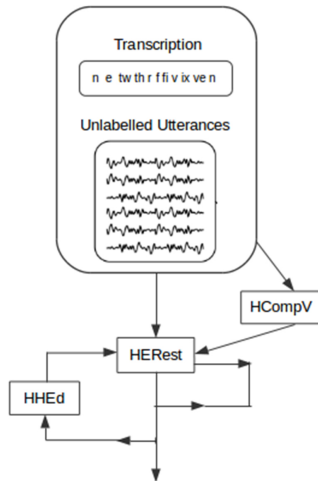 Transcription
n e tw th r f fi v ix ve n
Unlabelled Utterances
HCompV
HERest
HHEd